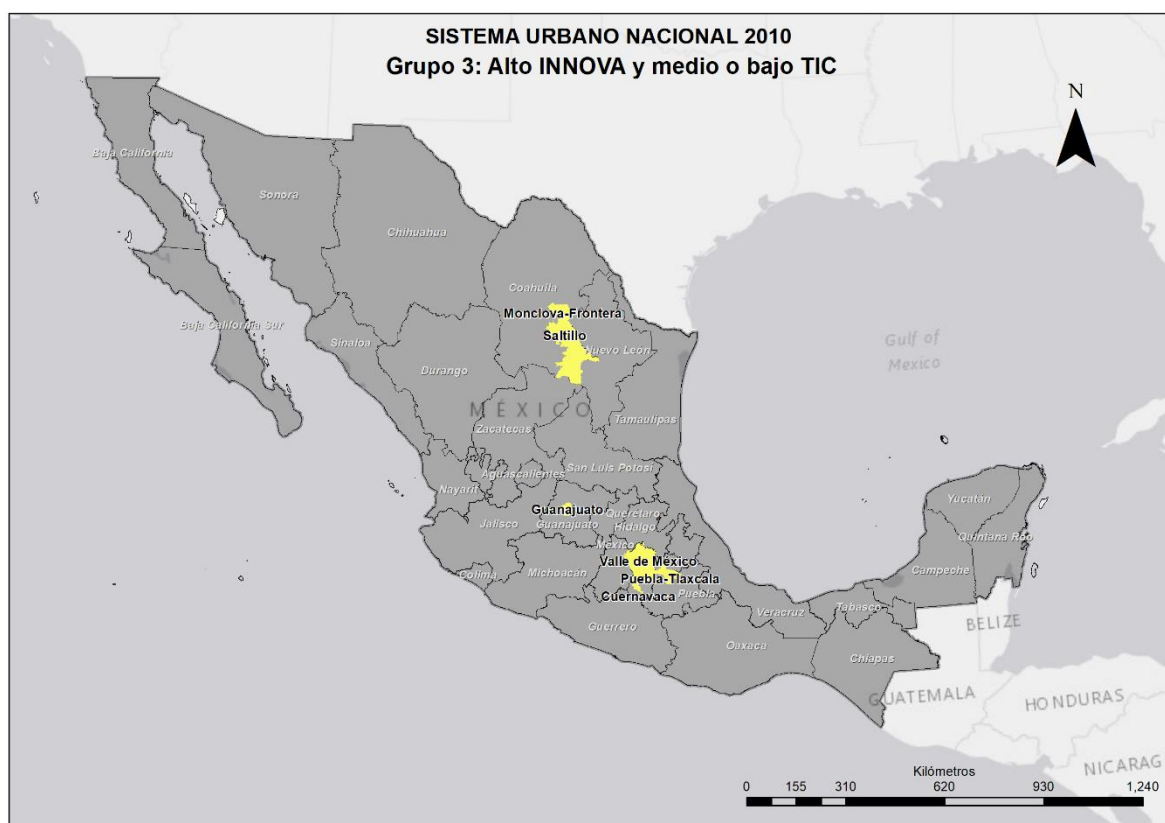 SISTEMA URBANO NACIONAL 2010
Grupo 3: Alto INNOVA y medio o bajo TIC
N
Baja California
Sonora
Chihuahua
Coahuila
Monclova-Frontera
Baja California Sur
Saltillo
Sinaloa
Nuevo León
Gulf of
Mexico
Durango
MÉXICO
Tamaulipas
Zacatecas
San Luis Potosí
Aguascalientes
Nayarit
Yucatán
Guanajuato
Querétaro
Jalisco
Guanajuato
Hidalgo
Quintana Roo
México
Valle de México
Campeche
Colima
Michoacán
Puebla-Tlaxcala
Cuernavaca
Puebla
Veracruz
Tabasco
BELIZE
Guerrero
Oaxaca
Chiapas
GUATEMALA
HONDURAS
NICARAG
Kilómetros
0 155 310 620 930 1,240